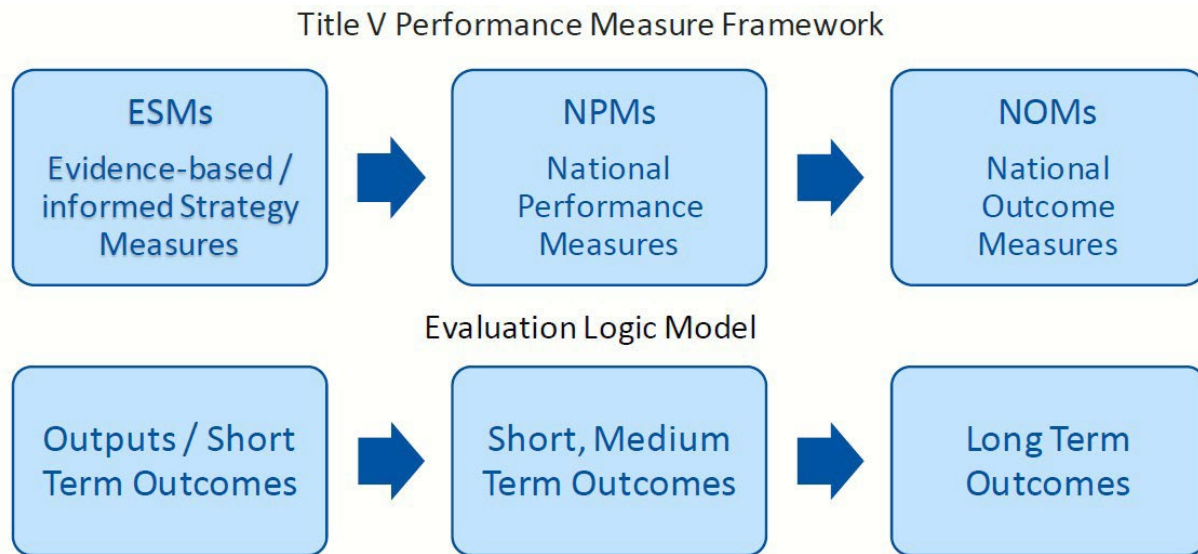 Title V Performance Measure Framework
ESMs
Evidence-based /
informed Strategy
Measures
NPMs
National
Performance
Measures
NOMs
National
Outcome
Measures
Evaluation Logic Model
Outputs / Short
Term Outcomes
Short, Medium
Term Outcomes
Long Term
Outcomes